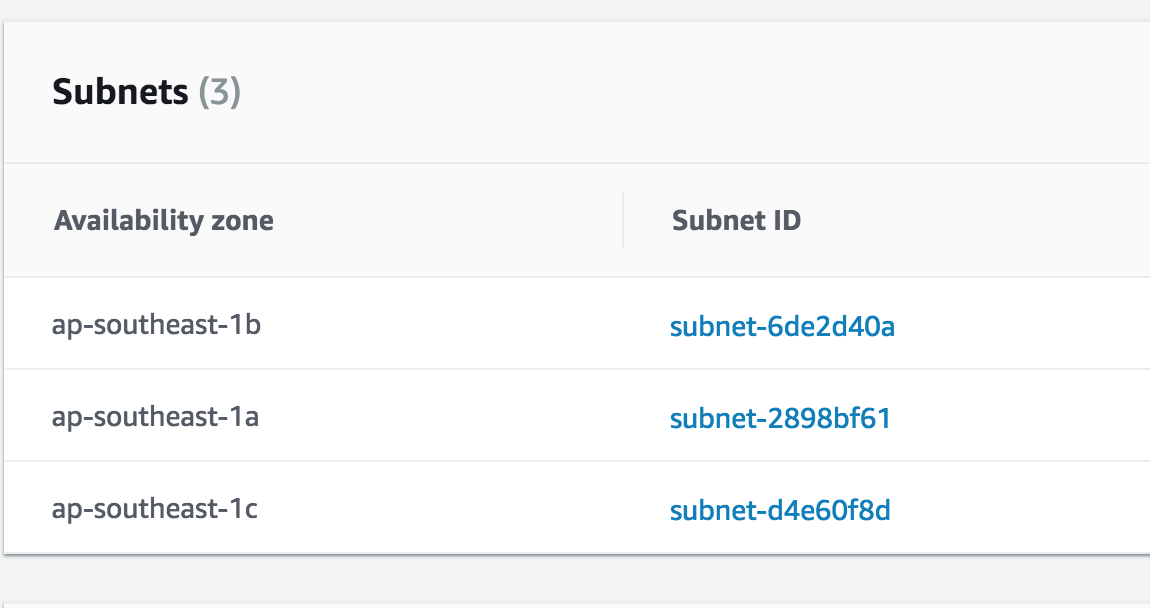 Subnets (3)
Availability zone Subnet ID
ap-southeast-1b subnet-6de2d40a
ap-southeast-1a subnet-2898bf61
ap-southeast-1c subnet-d4e60f8d